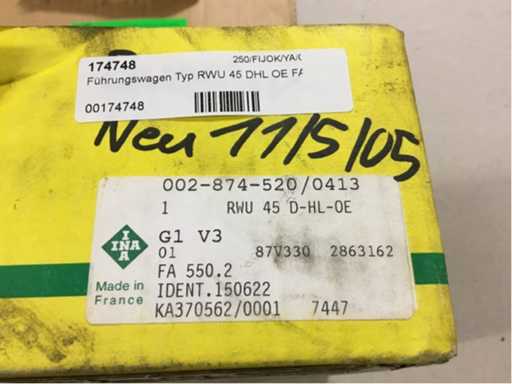 174748
250/FIJOK/YA/
Führungswagen Typ RWU 45 DHL OE FA
00174748
Neu 11/5/05
002-874-520/0413
1 RWU 45 D-HL-OE
INA
INA
G1 V3
01 87V330 2863162
FA 550.2
Made in
France
IDENT.150622
KA370562/0001 7447